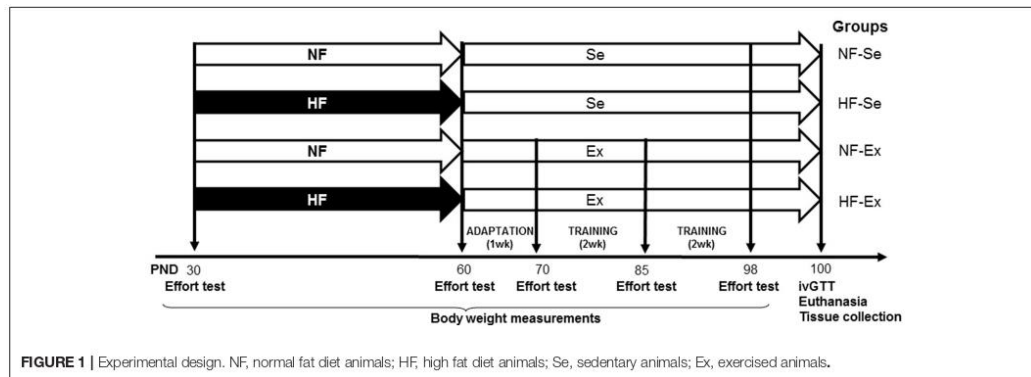 Groups
NF Se NF-Se
HF Se HF-Se
NF Ex NF-Ex
HF Ex HF-Ex
ADAPTATION TRAINING TRAINING
(1wk) (2wk) (2wk)
PND 30 60 70 85 98 100
Effort test Effort test Effort test Effort test Effort test ivGTT
Euthanasia
Tissue collection
Body weight measurements
FIGURE 1 | Experimental design. NF, normal fat diet animals; HF, high fat diet animals; Se, sedentary animals; Ex, exercised animals.